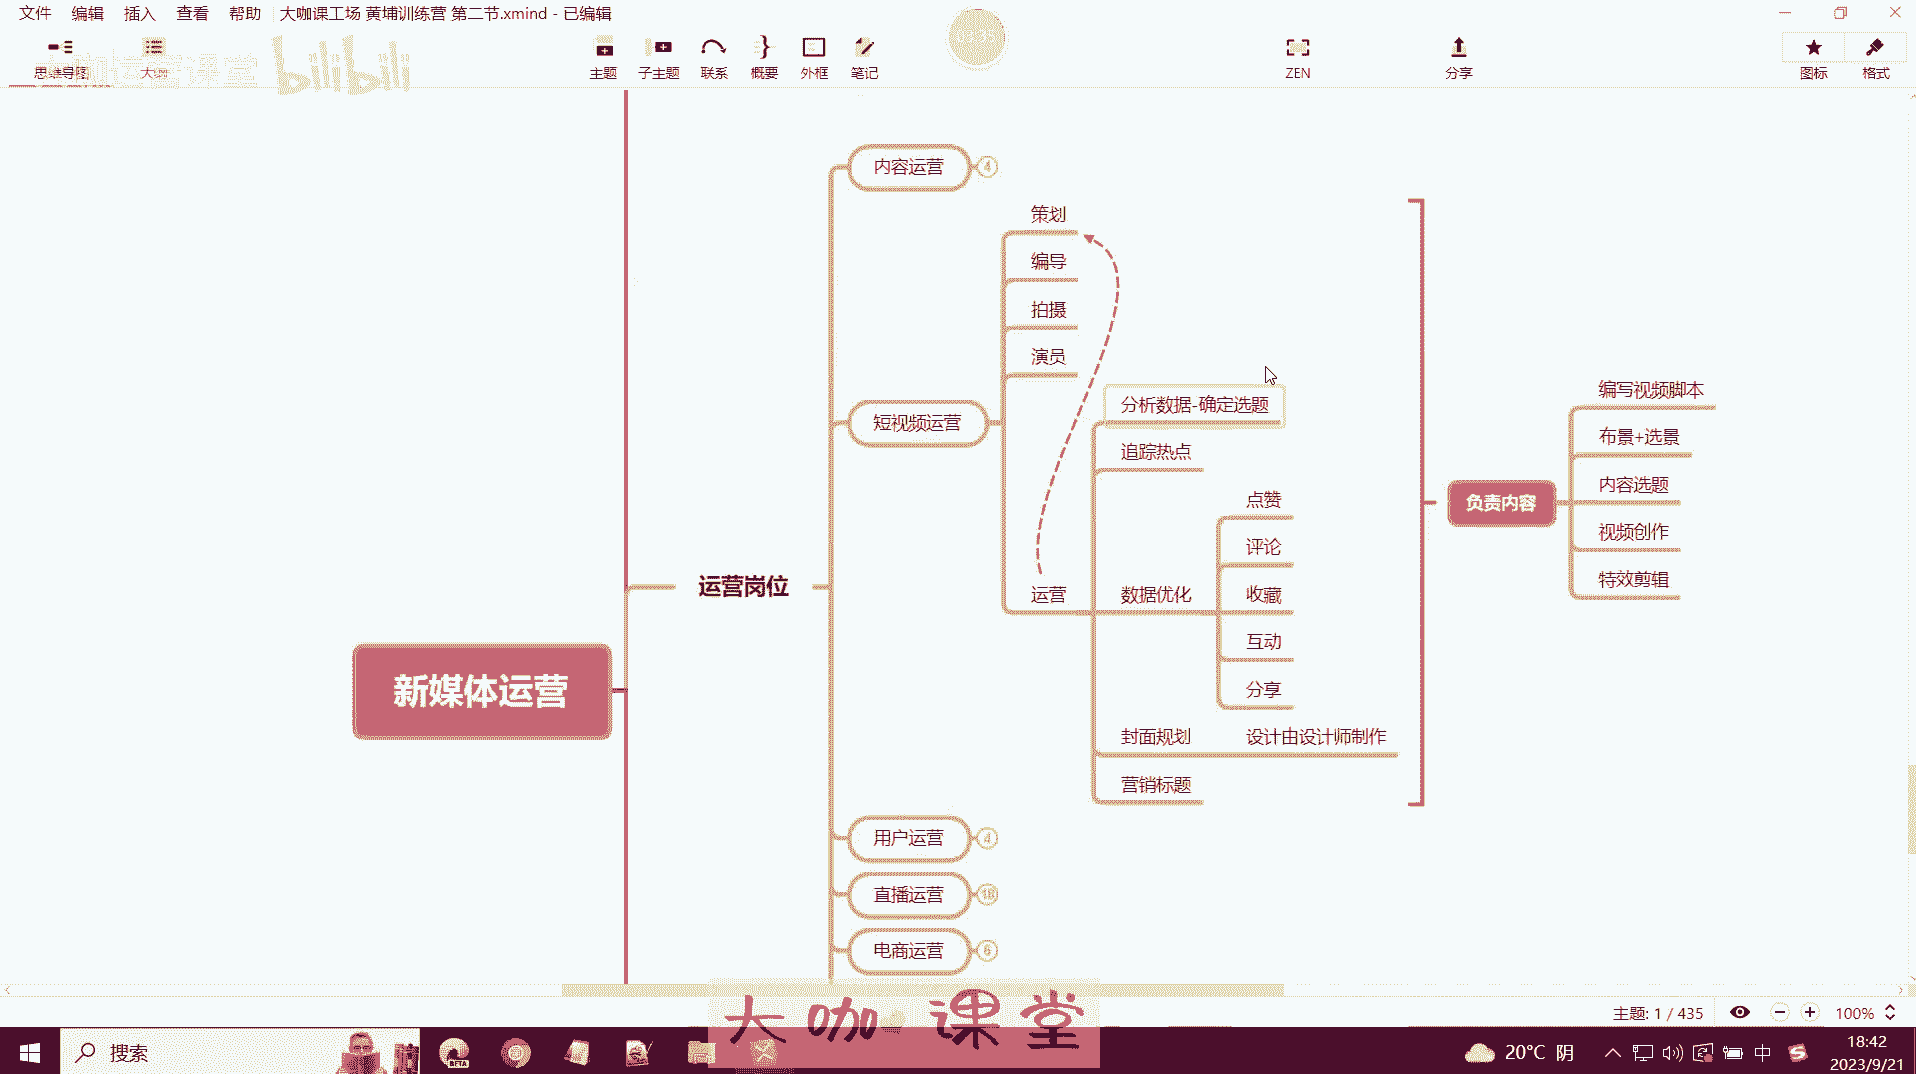 文件 编辑 插入 查看 帮助 大咖课工场 黄埔训练营 第二节.xmind - 已编辑
思维导图 大纲 主题 子主题 联系 概要 外框 笔记 ZEN 分享 图标 格式
大咖运营课堂 bilibili
内容运营 4
策划
编导
拍摄
演员
短视频运营
分析数据-确定选题
追踪热点
点赞
评论
运营 数据优化 收藏
互动
分享
封面规划 设计由设计师制作
营销标题
负责内容
编写视频脚本
布景+选景
内容选题
视频创作
特效剪辑
运营岗位
新媒体运营
用户运营 4
直播运营
电商运营 6
大咖课堂
主题: 1 / 435 100%
搜索 BETA 20°C 阴 中 18:42
2023/9/21